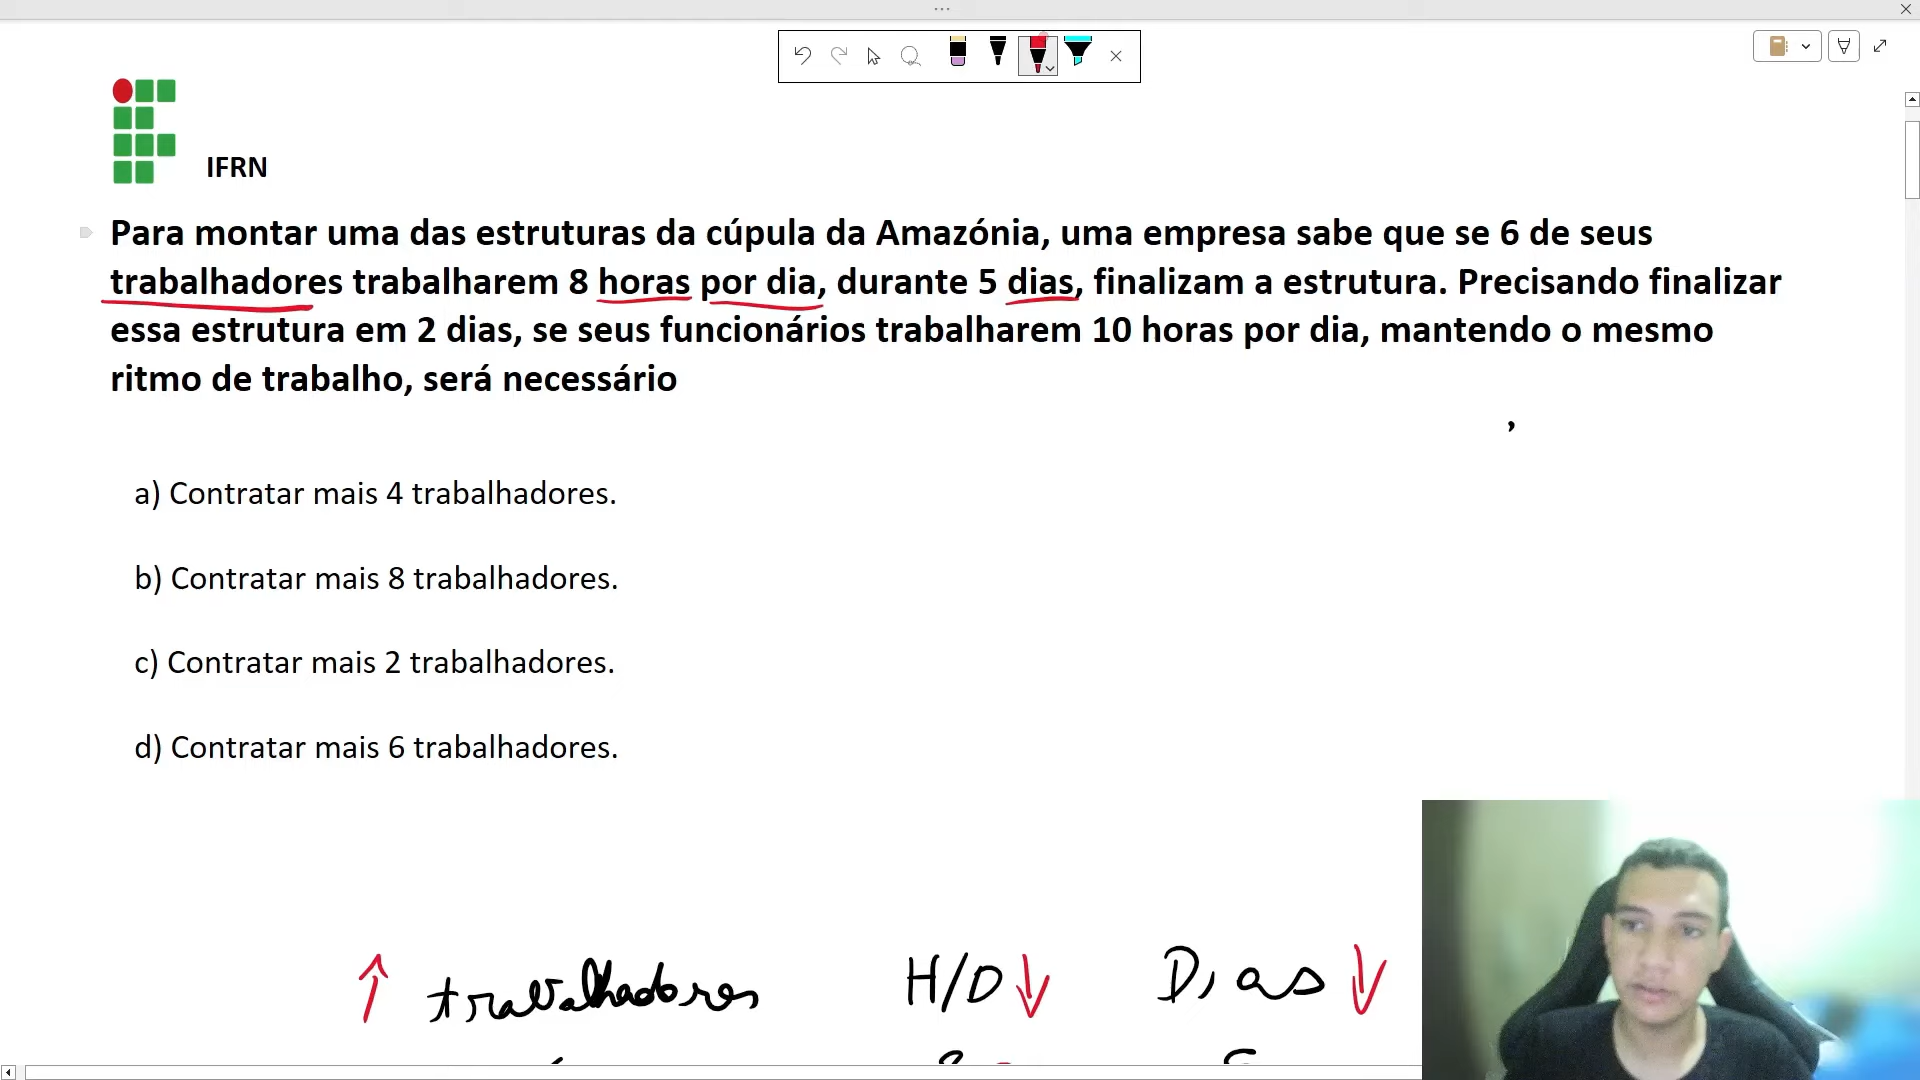 IFRN
Para montar uma das estruturas da cúpula da Amazónia, uma empresa sabe que se 6 de seus
trabalhadores trabalharem 8 horas por dia, durante 5 dias, finalizam a estrutura. Precisando finalizar
essa estrutura em 2 dias, se seus funcionários trabalharem 10 horas por dia, mantendo o mesmo
ritmo de trabalho, será necessário
a) Contratar mais 4 trabalhadores.
b) Contratar mais 8 trabalhadores.
c) Contratar mais 2 trabalhadores.
d) Contratar mais 6 trabalhadores.
trabalhadores H/D Dias